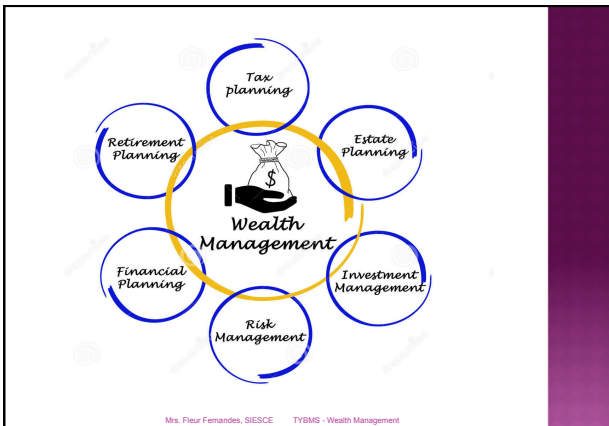 Tax
planning
Retirement
Planning
Estate
Planning
$
Wealth
Management
Financial
Planning
Investment
Management
Risk
Management
Mrs. Fleur Fernandes, SIESCE TYBMS - Wealth Management